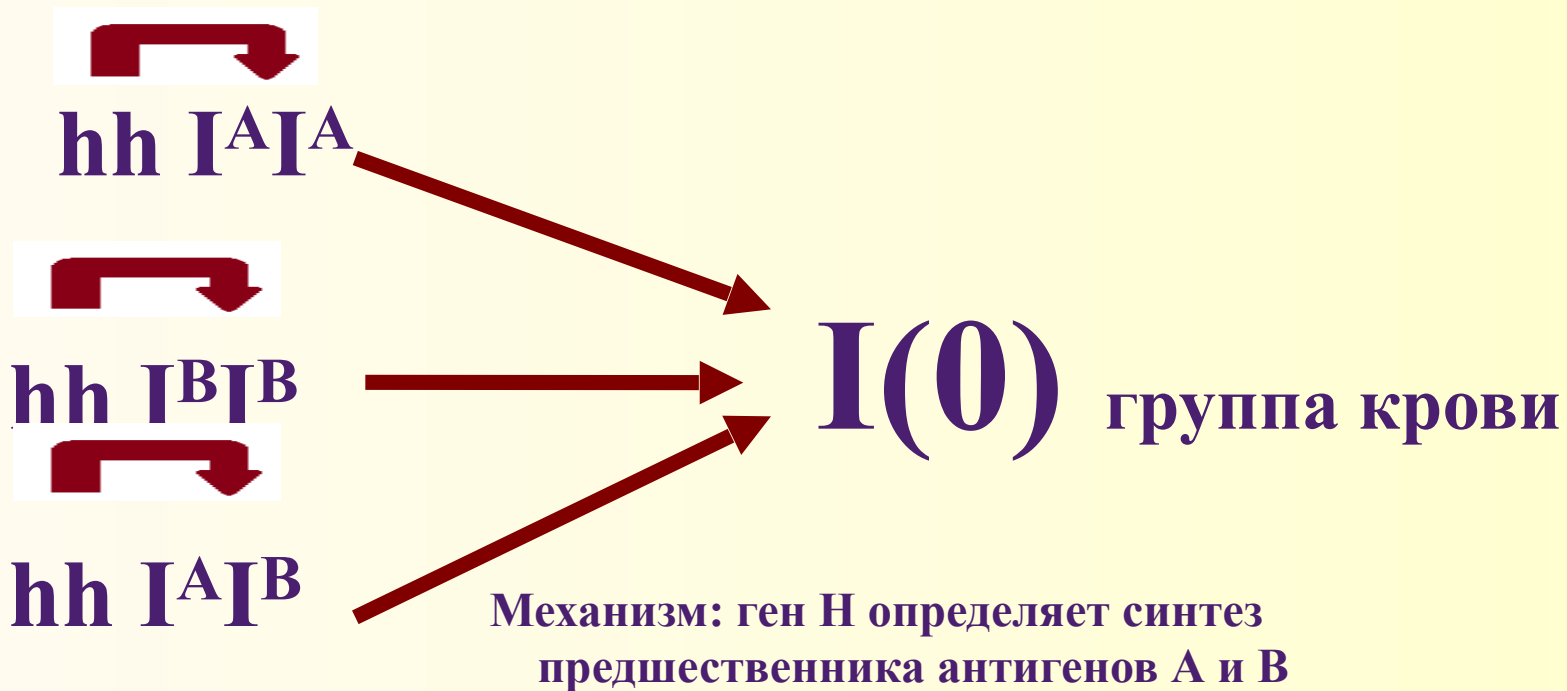 hh IᴬIᴬ
hh IᴮIᴮ
I(0) группа крови
hh IᴬIᴮ
Механизм: ген Н определяет синтез
предшественника антигенов А и В